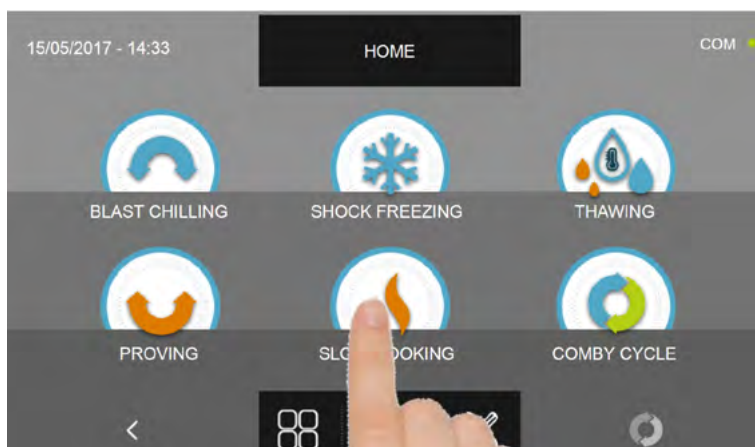 15/05/2017 - 14:33
HOME
COM
BLAST CHILLING
SHOCK FREEZING
THAWING
PROVING
COMBY CYCLE